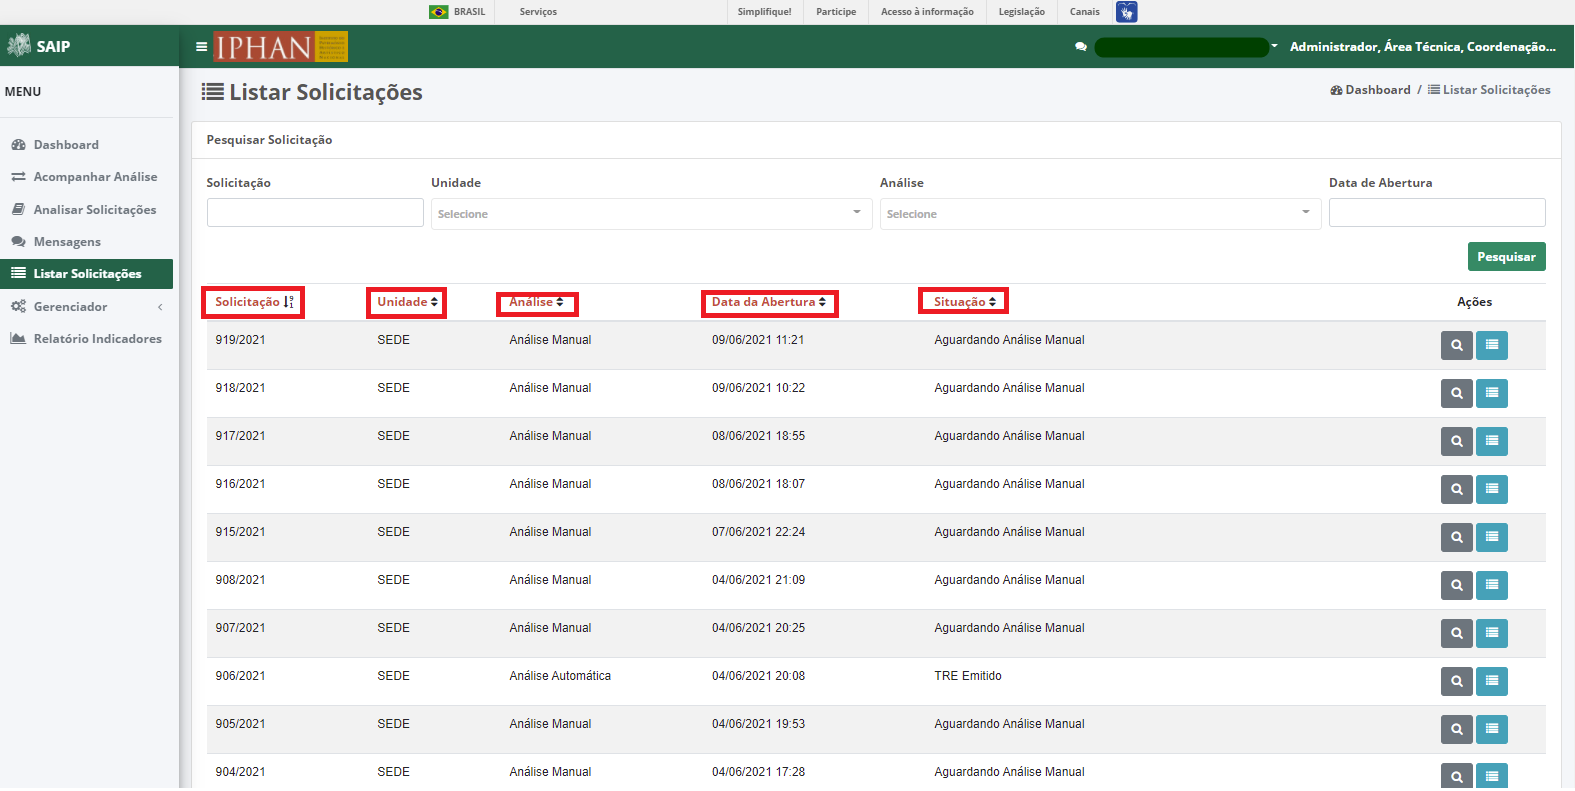 BRASIL Serviços Simplifique! Participe Acesso à informação Legislação Canais
SAIP IPHAN Administrador, Área Técnica, Coordenação...
MENU
Dashboard
Acompanhar Análise
Analisar Solicitações
Mensagens
Listar Solicitações
Gerenciador
Relatório Indicadores
Listar Solicitações Dashboard / Listar Solicitações
Pesquisar Solicitação
Solicitação Unidade Análise Data de Abertura
Selecione Selecione
Pesquisar
Solicitação Unidade Análise Data da Abertura Situação Ações
919/2021 SEDE Análise Manual 09/06/2021 11:21 Aguardando Análise Manual
918/2021 SEDE Análise Manual 09/06/2021 10:22 Aguardando Análise Manual
917/2021 SEDE Análise Manual 08/06/2021 18:55 Aguardando Análise Manual
916/2021 SEDE Análise Manual 08/06/2021 18:07 Aguardando Análise Manual
915/2021 SEDE Análise Manual 07/06/2021 22:24 Aguardando Análise Manual
908/2021 SEDE Análise Manual 04/06/2021 21:09 Aguardando Análise Manual
907/2021 SEDE Análise Manual 04/06/2021 20:25 Aguardando Análise Manual
906/2021 SEDE Análise Automática 04/06/2021 20:08 TRE Emitido
905/2021 SEDE Análise Manual 04/06/2021 19:53 Aguardando Análise Manual
904/2021 SEDE Análise Manual 04/06/2021 17:28 Aguardando Análise Manual